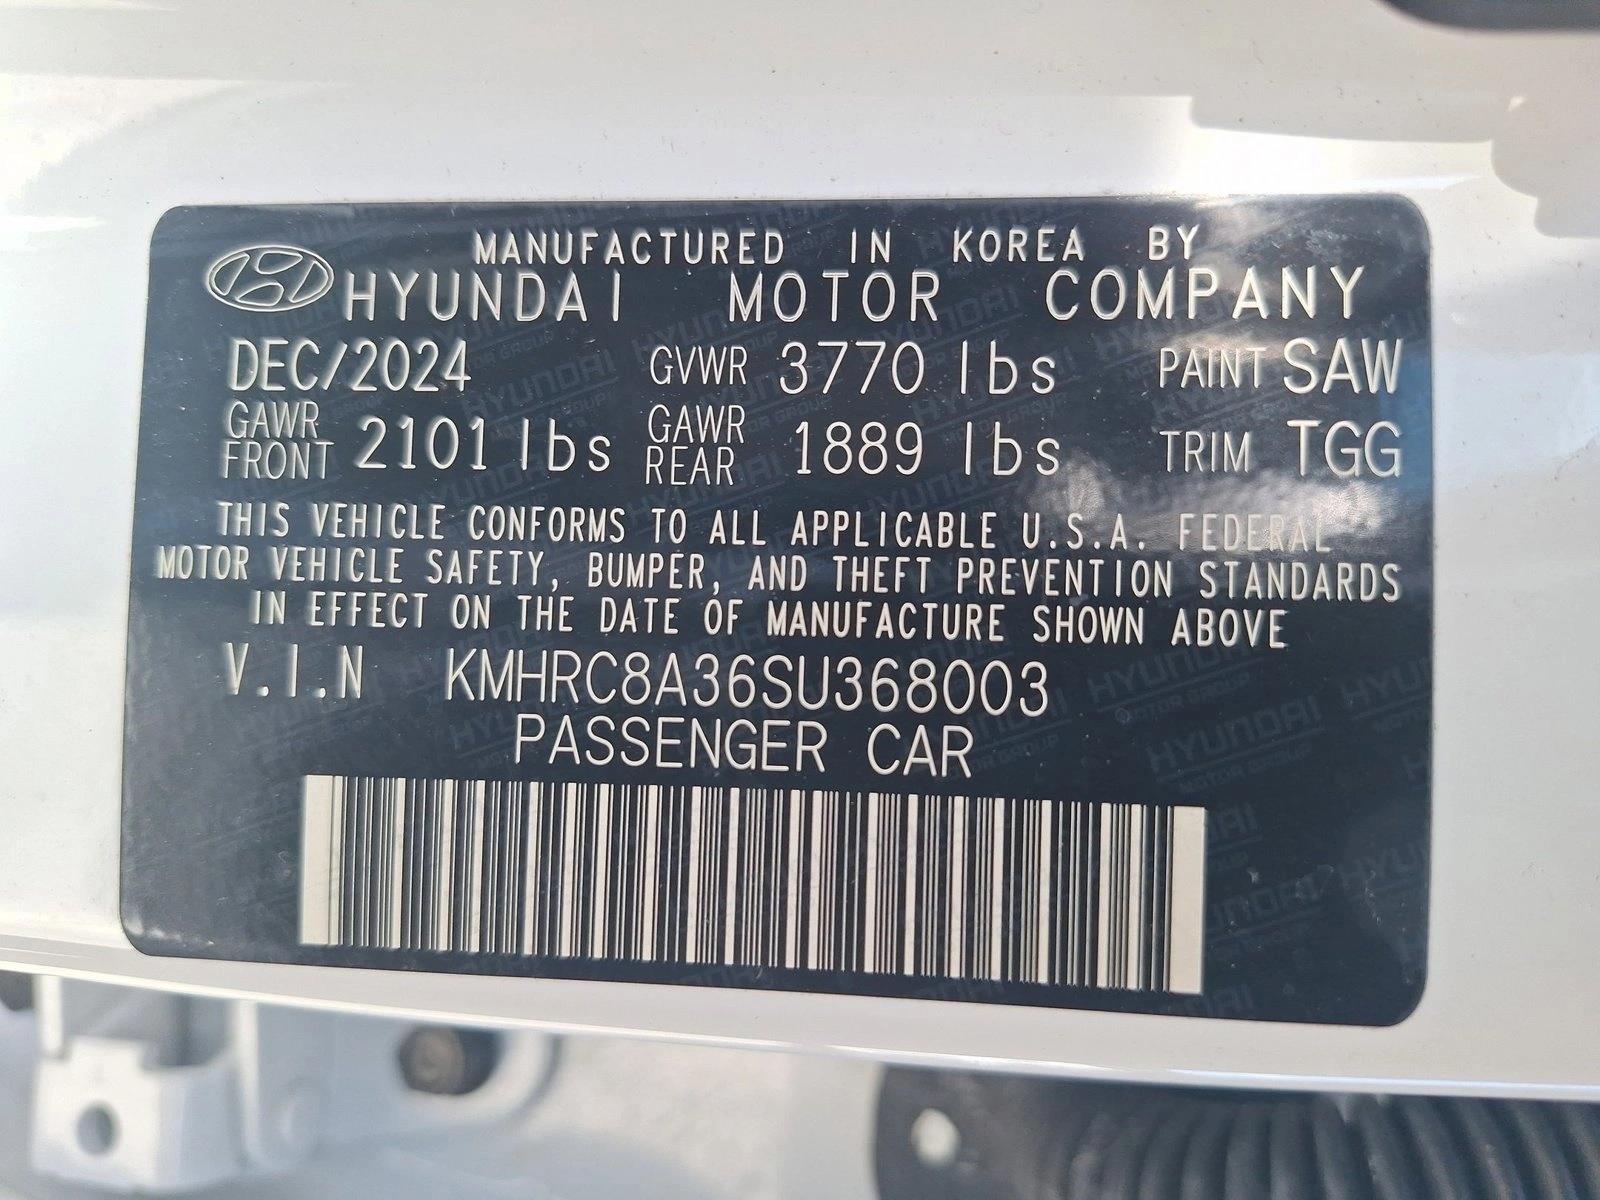 MANUFACTURED IN KOREA BY
HYUNDAI MOTOR COMPANY
DEC/2024 GVWR 3770 lbs PAINT SAW
GAWR FRONT 2101 lbs GAWR REAR 1889 lbs TRIM TGG
THIS VEHICLE CONFORMS TO ALL APPLICABLE U.S.A. FEDERAL
MOTOR VEHICLE SAFETY, BUMPER, AND THEFT PREVENTION STANDARDS
IN EFFECT ON THE DATE OF MANUFACTURE SHOWN ABOVE
V.I.N KMHRC8A36SU368003
PASSENGER CAR